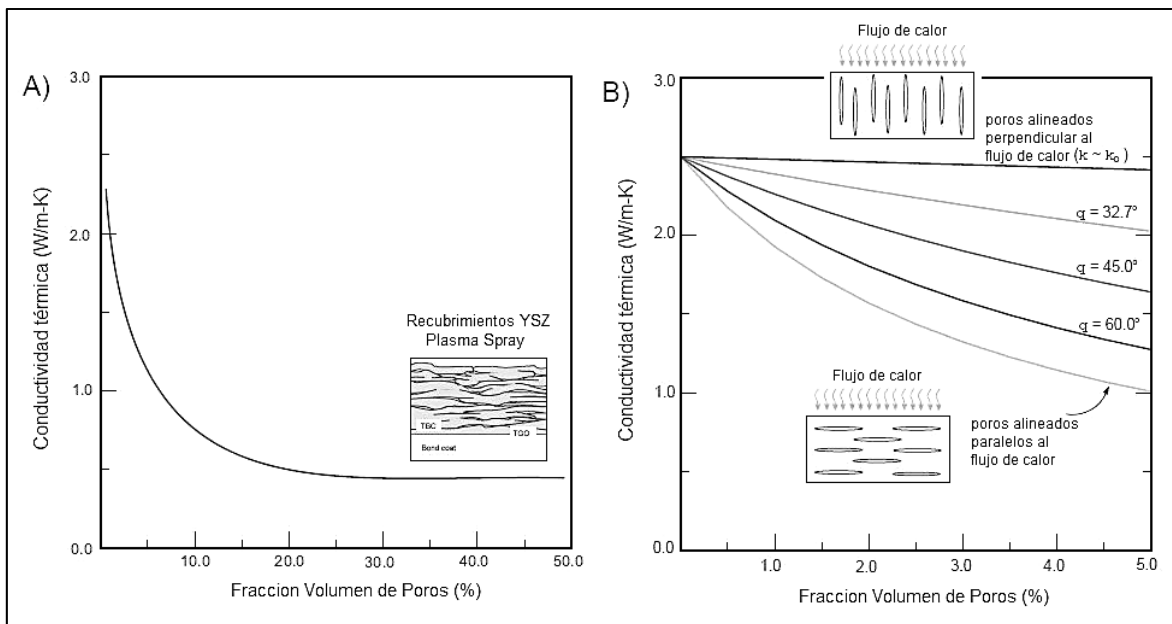 A)
3.0
2.0
1.0
0.0
Conductividad térmica (W/m-K)
Recubrimientos YSZ
Plasma Spray
TBC
TGO
Bond coat
10.0
20.0
30.0
40.0
50.0
Fraccion Volumen de Poros (%)
B)
Flujo de calor
3.0
2.0
1.0
0.0
Conductividad térmica (W/m-K)
poros alineados
perpendicular al
flujo de calor (k ~ k₀ )
q = 32.7º
q = 45.0º
q = 60.0º
Flujo de calor
poros alineados
paralelos al
flujo de calor
1.0
2.0
3.0
4.0
5.0
Fraccion Volumen de Poros (%)